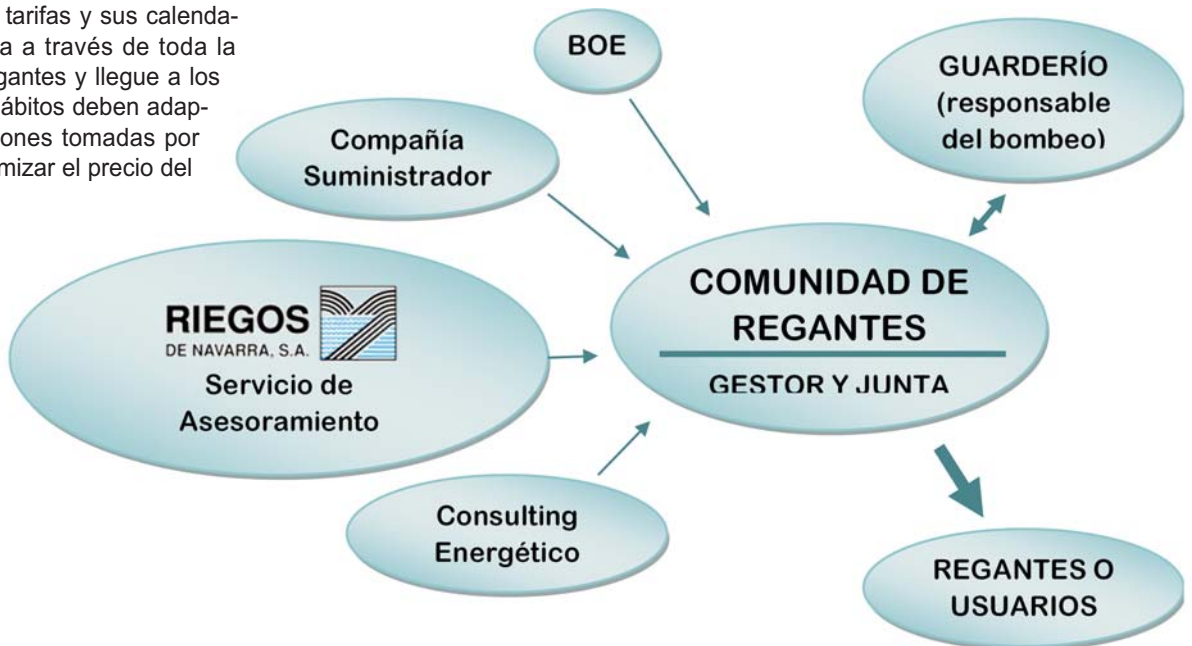 tarifas y sus calenda-
a a través de toda la
gantes y llegue a los
ábitos deben adap-
ones tomadas por
mizar el precio del
BOE
GUARDERÍO
(responsable
del bombeo)
Compañía
Suministrador
COMUNIDAD DE
REGANTES
GESTOR Y JUNTA
RIEGOS
DE NAVARRA, S.A.
Servicio de
Asesoramiento
Consulting
Energético
REGANTES O
USUARIOS